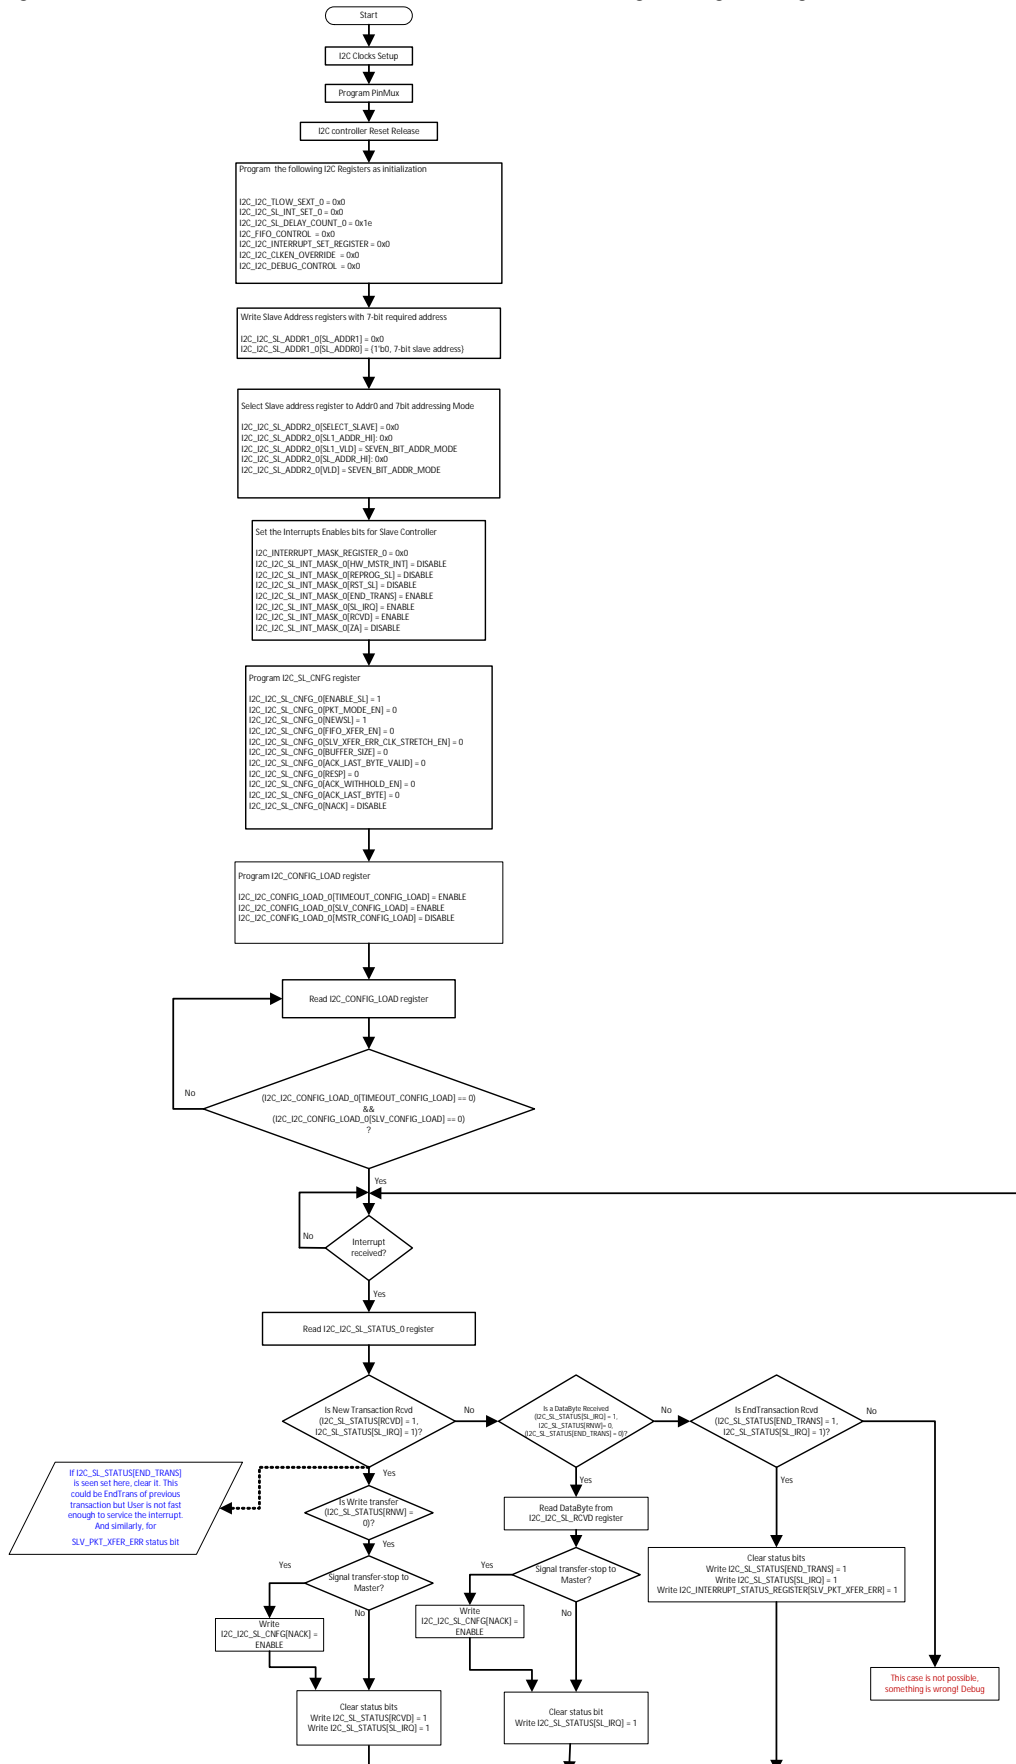 Start
I2C Clocks Setup
Program PinMux
I2C controller Reset Release
Program the following I2C Registers as initialization
I2C_I2C_TLOW_SEXT_0 = 0x0
I2C_I2C_SL_INT_SET_0 = 0x0
I2C_I2C_SL_DELAY_COUNT_0 = 0x1e
I2C_FIFO_CONTROL = 0x0
I2C_I2C_INTERRUPT_SET_REGISTER = 0x0
I2C_I2C_CLKEN_OVERRIDE = 0x0
I2C_I2C_DEBUG_CONTROL = 0x0
Write Slave Address registers with 7-bit required address
I2C_I2C_SL_ADDR1_0[SL_ADDR1] = 0x0
I2C_I2C_SL_ADDR1_0[SL_ADDR0] = {1'b0, 7-bit slave address}
Select Slave address register to Addr0 and 7bit addressing Mode
I2C_I2C_SL_ADDR2_0[SELECT_SLAVE] = 0x0
I2C_I2C_SL_ADDR2_0[SL1_ADDR_HI]: 0x0
I2C_I2C_SL_ADDR2_0[SL1_VLD] = SEVEN_BIT_ADDR_MODE
I2C_I2C_SL_ADDR2_0[SL_ADDR_HI]: 0x0
I2C_I2C_SL_ADDR2_0[VLD] = SEVEN_BIT_ADDR_MODE
Set the Interrupts Enables bits for Slave Controller
I2C_INTERRUPT_MASK_REGISTER_0 = 0x0
I2C_I2C_SL_INT_MASK_0[HW_MSTR_INT] = DISABLE
I2C_I2C_SL_INT_MASK_0[REPROG_SL] = DISABLE
I2C_I2C_SL_INT_MASK_0[RST_SL] = DISABLE
I2C_I2C_SL_INT_MASK_0[END_TRANS] = ENABLE
I2C_I2C_SL_INT_MASK_0[SL_IRQ] = ENABLE
I2C_I2C_SL_INT_MASK_0[RCVD] = ENABLE
I2C_I2C_SL_INT_MASK_0[ZA] = DISABLE
Program I2C_SL_CNFG register
I2C_I2C_SL_CNFG_0[ENABLE_SL] = 1
I2C_I2C_SL_CNFG_0[PKT_MODE_EN] = 0
I2C_I2C_SL_CNFG_0[NEWSL] = 1
I2C_I2C_SL_CNFG_0[FIFO_XFER_EN] = 0
I2C_I2C_SL_CNFG_0[SLV_XFER_ERR_CLK_STRETCH_EN] = 0
I2C_I2C_SL_CNFG_0[BUFFER_SIZE] = 0
I2C_I2C_SL_CNFG_0[ACK_LAST_BYTE_VALID] = 0
I2C_I2C_SL_CNFG_0[RESP] = 0
I2C_I2C_SL_CNFG_0[ACK_WITHHOLD_EN] = 0
I2C_I2C_SL_CNFG_0[ACK_LAST_BYTE] = 0
I2C_I2C_SL_CNFG_0[NACK] = DISABLE
Program I2C_CONFIG_LOAD register
I2C_I2C_CONFIG_LOAD_0[TIMEOUT_CONFIG_LOAD] = ENABLE
I2C_I2C_CONFIG_LOAD_0[SLV_CONFIG_LOAD] = ENABLE
I2C_I2C_CONFIG_LOAD_0[MSTR_CONFIG_LOAD] = DISABLE
Read I2C_CONFIG_LOAD register
No
(I2C_I2C_CONFIG_LOAD_0[TIMEOUT_CONFIG_LOAD] == 0)
&&
(I2C_I2C_CONFIG_LOAD_0[SLV_CONFIG_LOAD] == 0)
?
Yes
No
Interrupt
received?
Yes
Read I2C_I2C_SL_STATUS_0 register
Is New Transaction Rcvd
(I2C_SL_STATUS[RCVD] = 1,
I2C_SL_STATUS[SL_IRQ] = 1)?
No
Is a DataByte Received
(I2C_SL_STATUS[SL_IRQ] = 1,
I2C_SL_STATUS[RNW]= 0,
(I2C_SL_STATUS[END_TRANS] = 0)?
No
Is EndTransaction Rcvd
(I2C_SL_STATUS[END_TRANS] = 1,
I2C_SL_STATUS[SL_IRQ] = 1)?
No
If I2C_SL_STATUS[END_TRANS]
is seen set here, clear it. This
could be EndTrans of previous
transaction but User is not fast
enough to service the interrupt.
And similarly, for
SLV_PKT_XFER_ERR status bit
Yes
Is Write transfer
(I2C_SL_STATUS[RNW] =
0)?
Yes
Signal transfer-stop to
Master?
Yes
No
Write
I2C_I2C_SL_CNFG[NACK] =
ENABLE
Clear status bits
Write I2C_SL_STATUS[RCVD] = 1
Write I2C_SL_STATUS[SL_IRQ] = 1
Yes
Read DataByte from
I2C_I2C_SL_RCVD
register
Signal transfer-stop to
Master?
Yes
No
Write
I2C_I2C_SL_CNFG[NACK] =
ENABLE
Clear status bit
Write I2C_SL_STATUS[SL_IRQ] = 1
Yes
Clear status bits
Write I2C_SL_STATUS[END_TRANS] = 1
Write I2C_SL_STATUS[SL_IRQ] = 1
Write I2C_INTERRUPT_STATUS_REGISTER[SLV_PKT_XFER_ERR] = 1
This case is not possible,
something is wrong! Debug